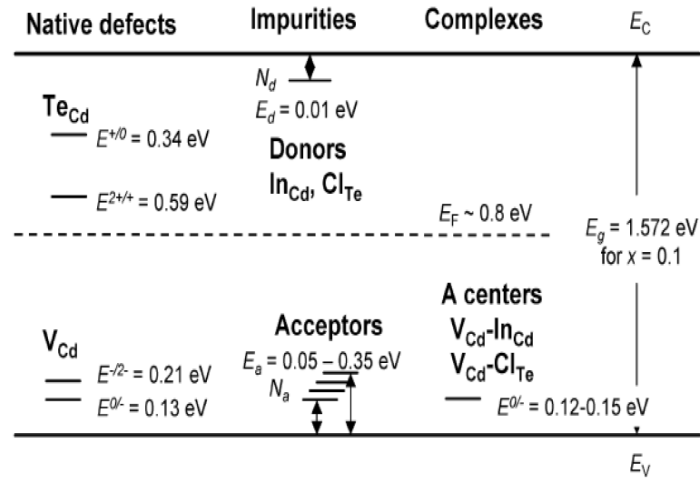 Native defects
Impurities
Complexes
E_C
N_d
Te_Cd
E^+/0 = 0.34 eV
E_d = 0.01 eV
Donors
In_Cd, Cl_Te
E^2+/+ = 0.59 eV
E_F ~ 0.8 eV
E_g = 1.572 eV
for x = 0.1
V_Cd
E^-/2- = 0.21 eV
E^0/- = 0.13 eV
Acceptors
E_a = 0.05 – 0.35 eV
N_a
A centers
V_Cd-In_Cd
V_Cd-Cl_Te
E^0/- = 0.12-0.15 eV
E_V